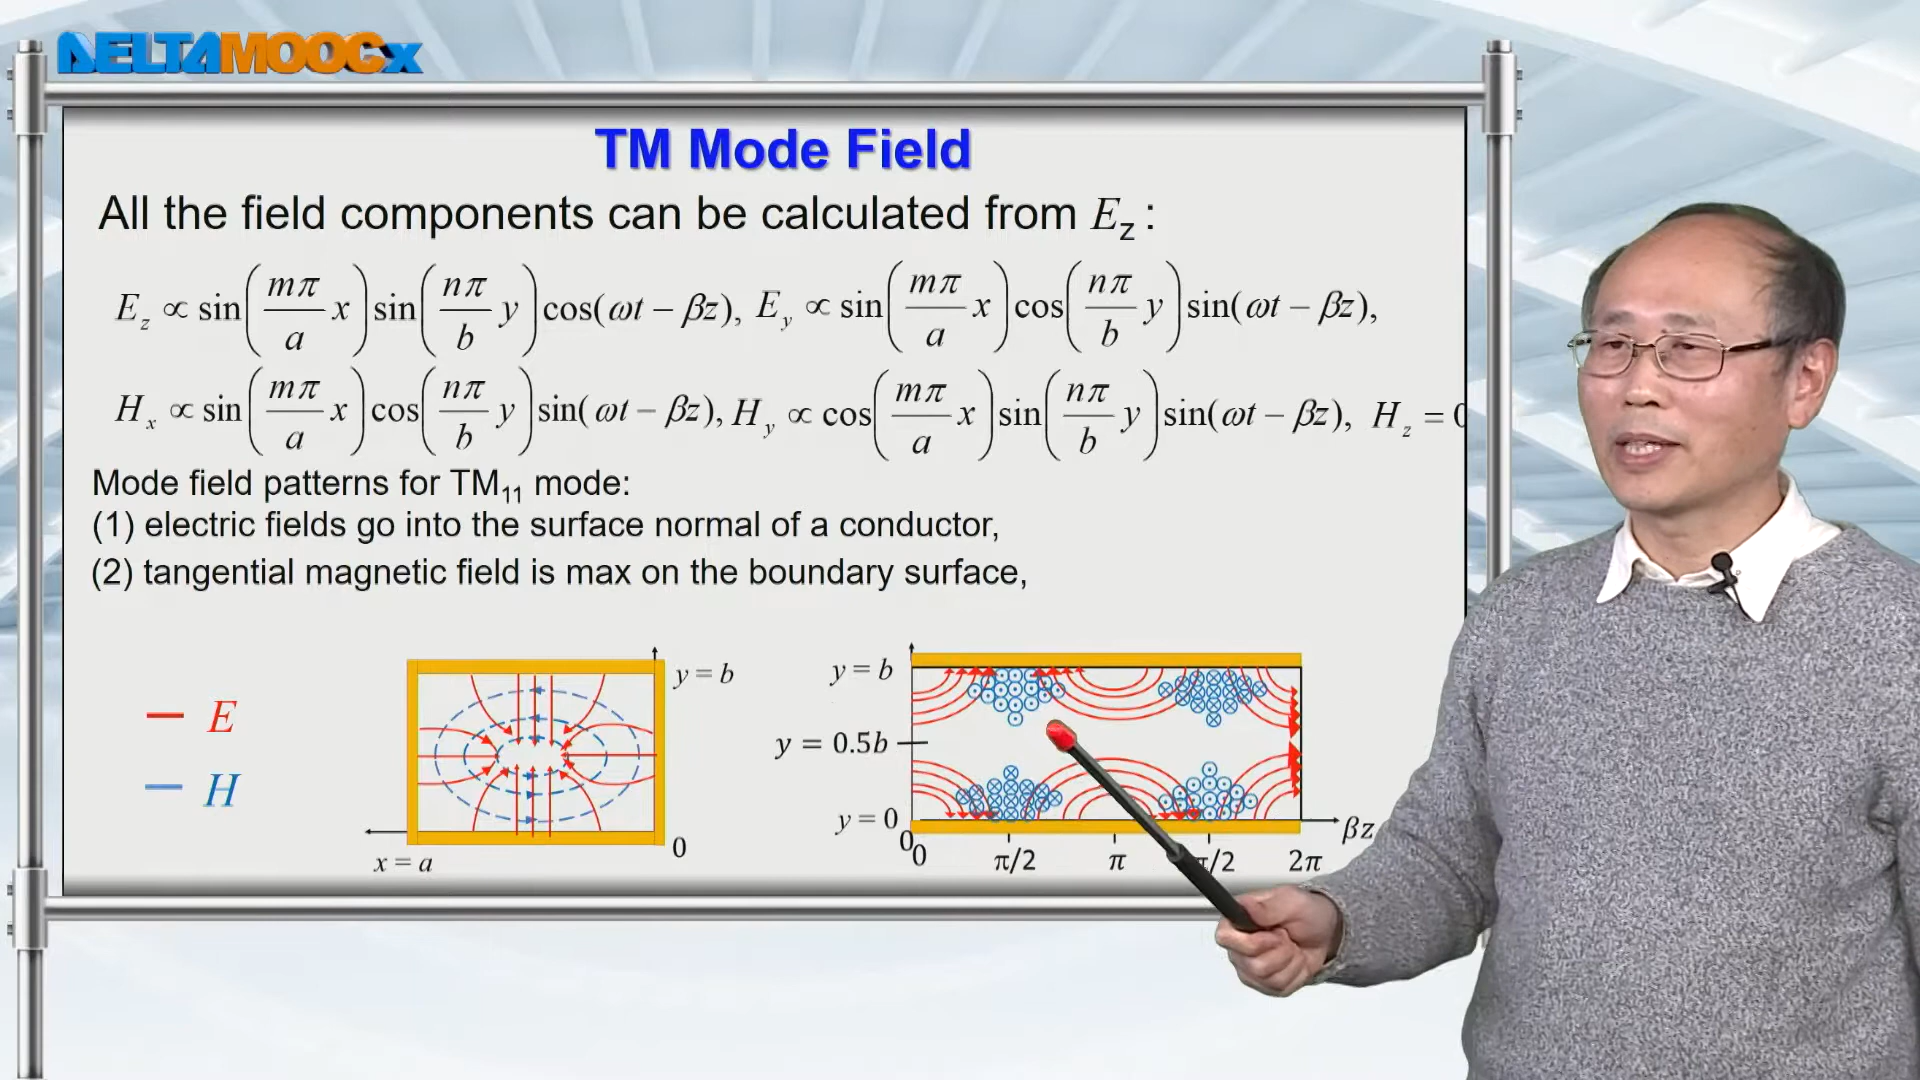 DELTAMOOCx
TM Mode Field
All the field components can be calculated from E_z :
E_z ∝ sin(mπ/a x) sin(nπ/b y) cos(ωt − βz), E_y ∝ sin(mπ/a x) cos(nπ/b y) sin(ωt − βz),
H_x ∝ sin(mπ/a x) cos(nπ/b y) sin(ωt − βz), H_y ∝ cos(mπ/a x) sin(nπ/b y) sin(ωt − βz), H_z = 0
Mode field patterns for TM₁₁ mode:
(1) electric fields go into the surface normal of a conductor,
(2) tangential magnetic field is max on the boundary surface,
E
H
y = b
0
x = a
y = b
y = 0.5b
y = 0
0
0 π/2 π π/2 2π
βz